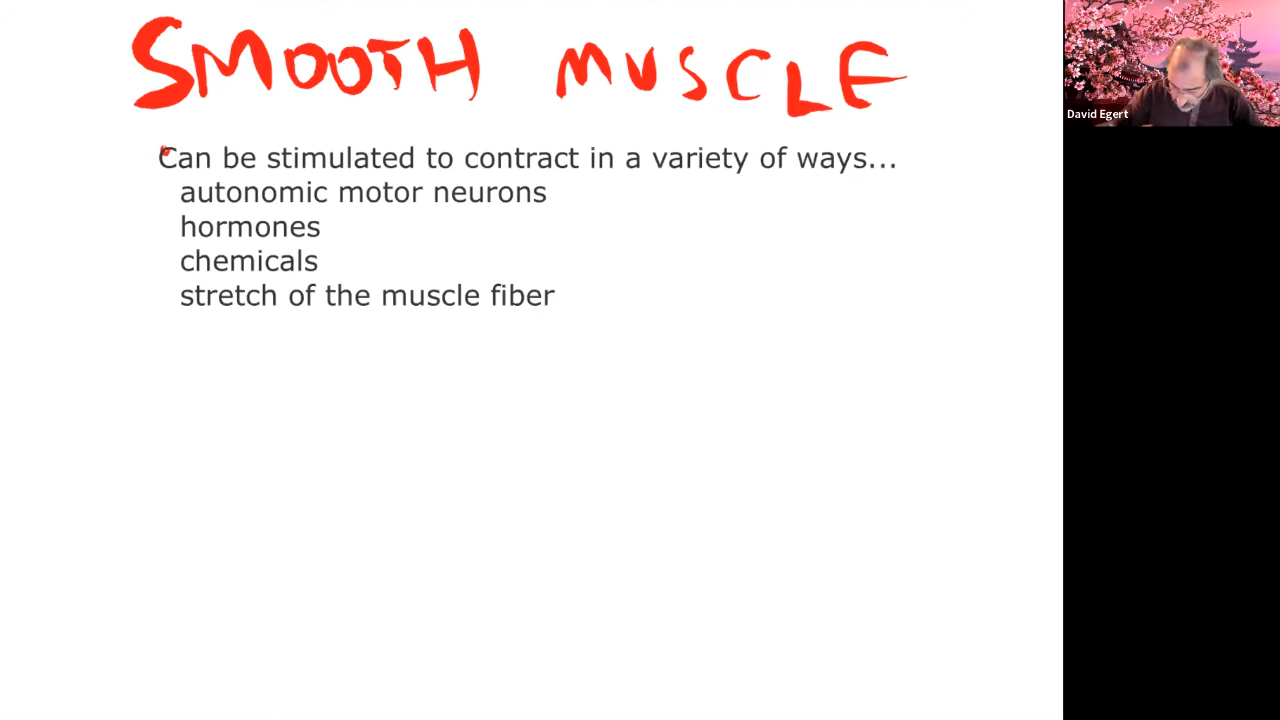 SMOOTH MUSCLE
Can be stimulated to contract in a variety of ways...
autonomic motor neurons
hormones
chemicals
stretch of the muscle fiber
David Egert